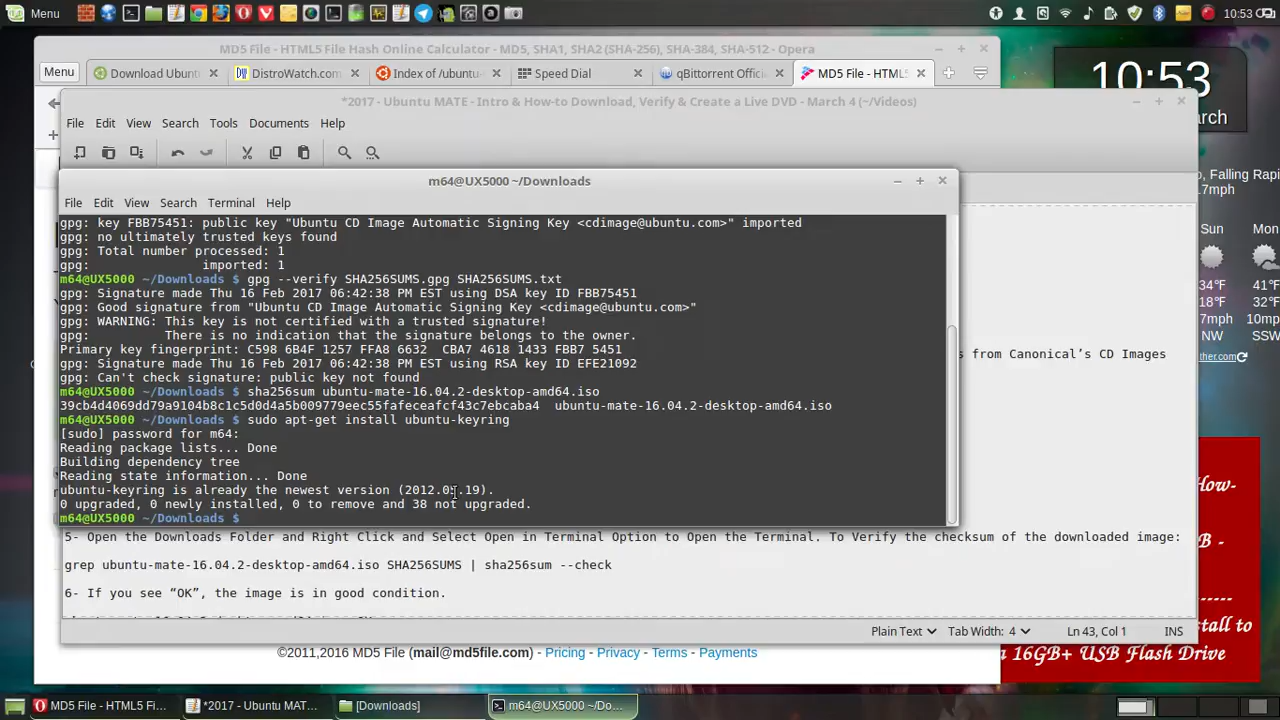 Menu
10:53
MD5 File - HTML5 File Hash Online Calculator - MD5, SHA1, SHA2 (SHA-256), SHA-384, SHA-512 - Opera
Menu
Download Ubunt
DistroWatch.com
Index of /ubuntu-
Speed Dial
qBittorrent Offici
MD5 File - HTML5
10:53
arch
*2017 - Ubuntu MATE - Intro & How-to Download, Verify & Create a Live DVD - March 4 (~/Videos)
File Edit View Search Tools Documents Help
m64@UX5000 ~/Downloads
File Edit View Search Terminal Help
gpg: key FBB75451: public key "Ubuntu CD Image Automatic Signing Key <cdimage@ubuntu.com>" imported
gpg: no ultimately trusted keys found
gpg: Total number processed: 1
gpg:               imported: 1
m64@UX5000 ~/Downloads $ gpg --verify SHA256SUMS.gpg SHA256SUMS.txt
gpg: Signature made Thu 16 Feb 2017 06:42:38 PM EST using DSA key ID FBB75451
gpg: Good signature from "Ubuntu CD Image Automatic Signing Key <cdimage@ubuntu.com>"
gpg: WARNING: This key is not certified with a trusted signature!
gpg:          There is no indication that the signature belongs to the owner.
Primary key fingerprint: C598 6B4F 1257 FFA8 6632  CBA7 4618 1433 FBB7 5451
gpg: Signature made Thu 16 Feb 2017 06:42:38 PM EST using RSA key ID EFE21092
gpg: Can't check signature: public key not found
m64@UX5000 ~/Downloads $ sha256sum ubuntu-mate-16.04.2-desktop-amd64.iso
39cb4d4069dd79a9104b8c1c5d0d4a5b009779eec55fafeceafcf43c7ebcaba4  ubuntu-mate-16.04.2-desktop-amd64.iso
m64@UX5000 ~/Downloads $ sudo apt-get install ubuntu-keyring
[sudo] password for m64:
Reading package lists... Done
Building dependency tree
Reading state information... Done
ubuntu-keyring is already the newest version
0 upgraded, 0 newly installed, 0 to remove and 38 not upgraded.
m64@UX5000 ~/Downloads $
s from Canonical's CD Images
o, Falling Rapi
17mph
Sun Mon
34°F 41°F
18°F 32°F
7mph 13mph
NW SSW
ther.com
How-
B -
------
stall to
a 16GB+ USB Flash Drive
5- Open the Downloads Folder and Right Click and Select Open in Terminal Option to Open the Terminal. To Verify the checksum of the downloaded image:
grep ubuntu-mate-16.04.2-desktop-amd64.iso SHA256SUMS | sha256sum --check
6- If you see “OK”, the image is in good condition.
Plain Text Tab Width: 4 Ln 43, Col 1 INS
©2011,2016 MD5 File (mail@md5file.com) - Pricing - Privacy - Terms - Payments
MD5 File - HTML5 Fi...
*2017 - Ubuntu MAT...
[Downloads]
m64@UX5000 ~/Do...